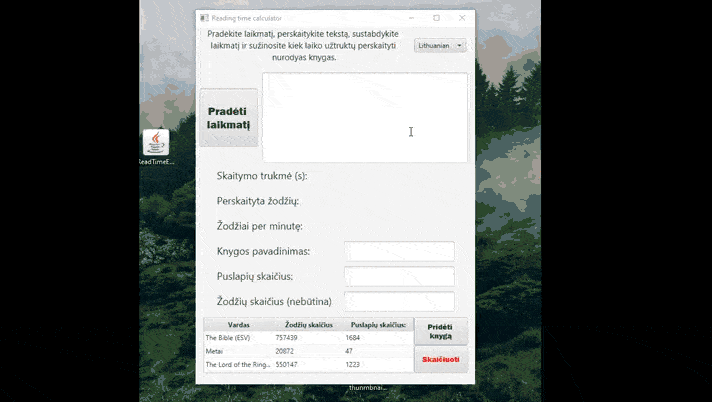 Reading time calculator
Pradėkite laikmatį, perskaitykite tekstą, sustabdykite
laikmatį ir sužinosite kiek laiko užtruktų perskaityti
nurodyas knygas.
Lithuanian
Pradėti
laikmatį
ReadTimeE...
Skaitymo trukmė (s):
Perskaityta žodžių:
Žodžiai per minutę:
Knygos pavadinimas:
Puslapių skaičius:
Žodžių skaičius (nebūtina)
Vardas Žodžių skaičius Puslapių skaičius:
The Bible (ESV) 757439 1684
Metai 20872 47
The Lord of the Ring... 550147 1223
Pridėti
knygą
Skaičiuoti
thunmbnai...